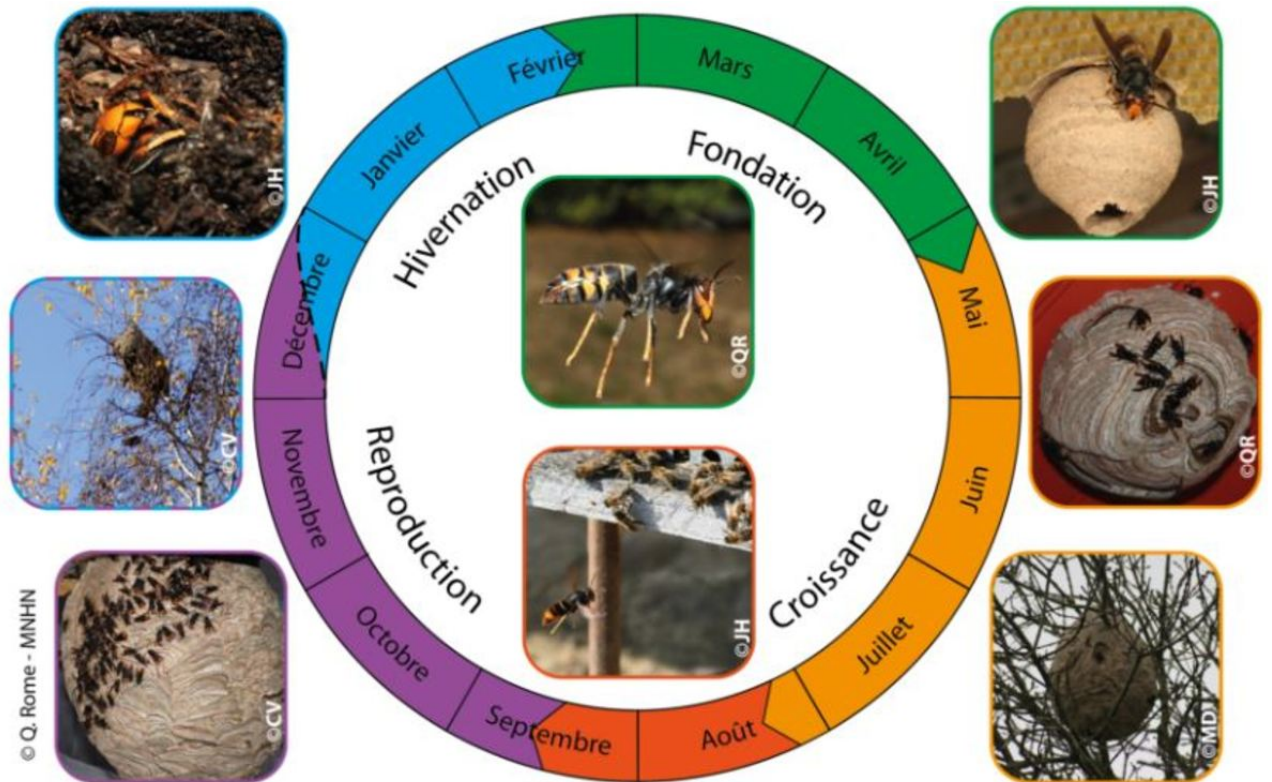 Janvier
Février
Mars
Avril
Mai
Juin
Juillet
Août
Septembre
Octobre
Novembre
Décembre
Hivernation
Fondation
Croissance
Reproduction
©JH
©JH
©CV
©QR
©QR
©CV
©JH
©MDJ
© Q. Rome - MNHN